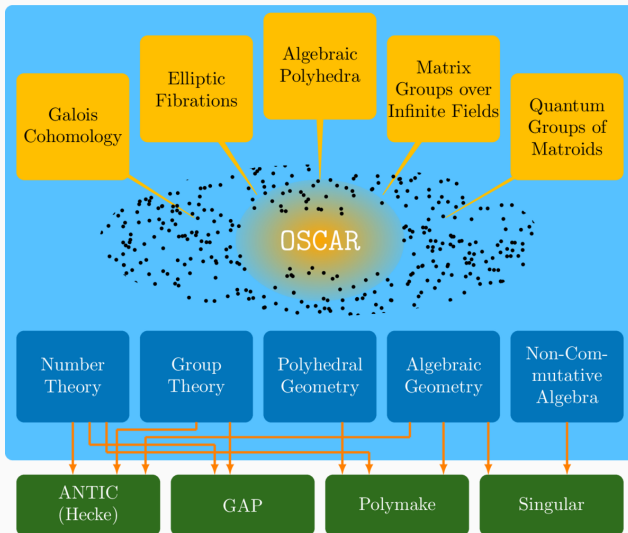 Galois
Cohomology
Elliptic
Fibrations
Algebraic
Polyhedra
Matrix
Groups over
Infinite Fields
Quantum
Groups of
Matroids
OSCAR
Number
Theory
Group
Theory
Polyhedral
Geometry
Algebraic
Geometry
Non-Com-
mutative
Algebra
ANTIC
(Hecke)
GAP
Polymake
Singular